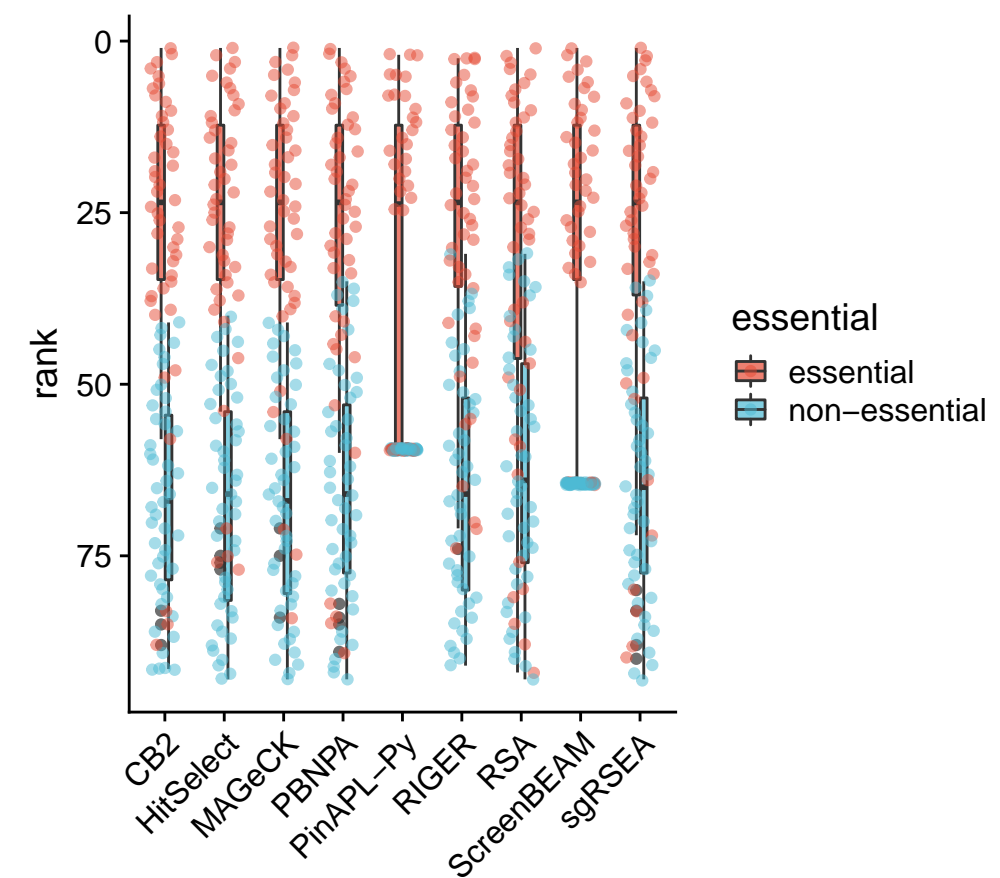 0
25
50
75
rank
CB2
HitSelect
MAGeCK
PBNPA
PinAPL−Py
RIGER
RSA
ScreenBEAM
sgRSEA
essential
essential
non−essential